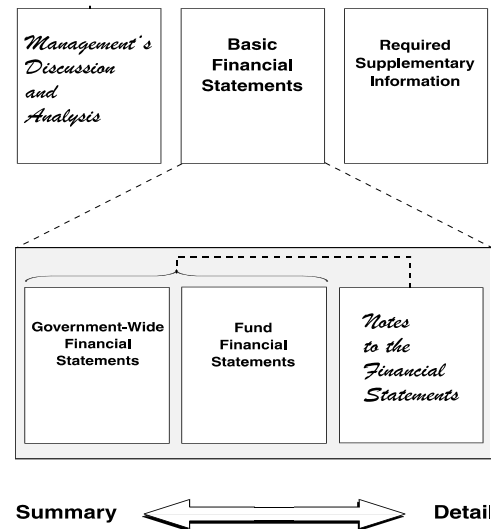 Management's
Discussion
and
Analysis
Basic
Financial
Statements
Required
Supplementary
Information
Government-Wide
Financial
Statements
Fund
Financial
Statements
Notes
to the
Financial
Statements
Summary
Detail